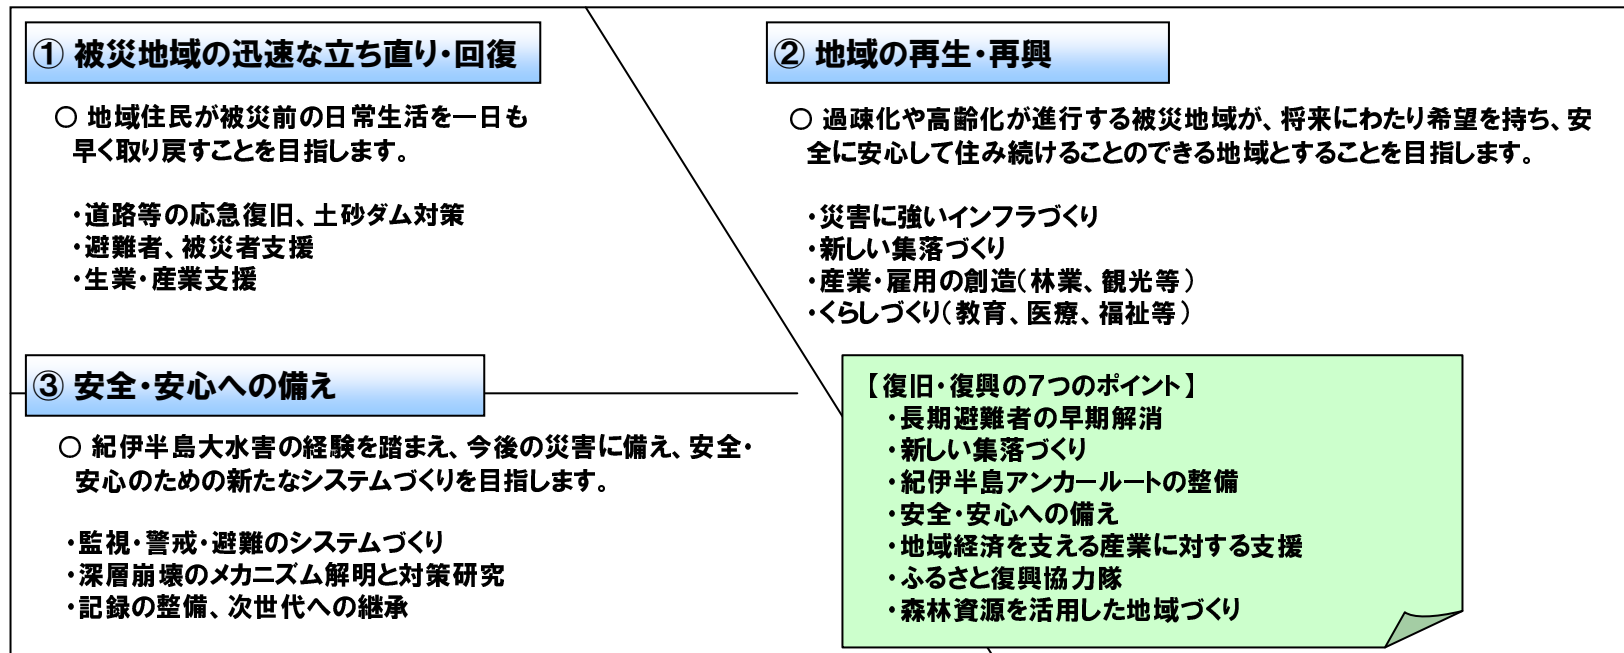 ① 被災地域の迅速な立ち直り・回復
○ 地域住民が被災前の日常生活を一日も
早く取り戻すことを目指します。
・道路等の応急復旧、土砂ダム対策
・避難者、被災者支援
・生業・産業支援
② 地域の再生・再興
○ 過疎化や高齢化が進行する被災地域が、将来にわたり希望を持ち、安
全に安心して住み続けることのできる地域とすることを目指します。
・災害に強いインフラづくり
・新しい集落づくり
・産業・雇用の創造（林業、観光等）
・くらしづくり（教育、医療、福祉等）
③ 安全・安心への備え
○ 紀伊半島大水害の経験を踏まえ、今後の災害に備え、安全・
安心のための新たなシステムづくりを目指します。
・監視・警戒・避難のシステムづくり
・深層崩壊のメカニズム解明と対策研究
・記録の整備、次世代への継承
【復旧・復興の７つのポイント】
・長期避難者の早期解消
・新しい集落づくり
・紀伊半島アンカールートの整備
・安全・安心への備え
・地域経済を支える産業に対する支援
・ふるさと復興協力隊
・森林資源を活用した地域づくり